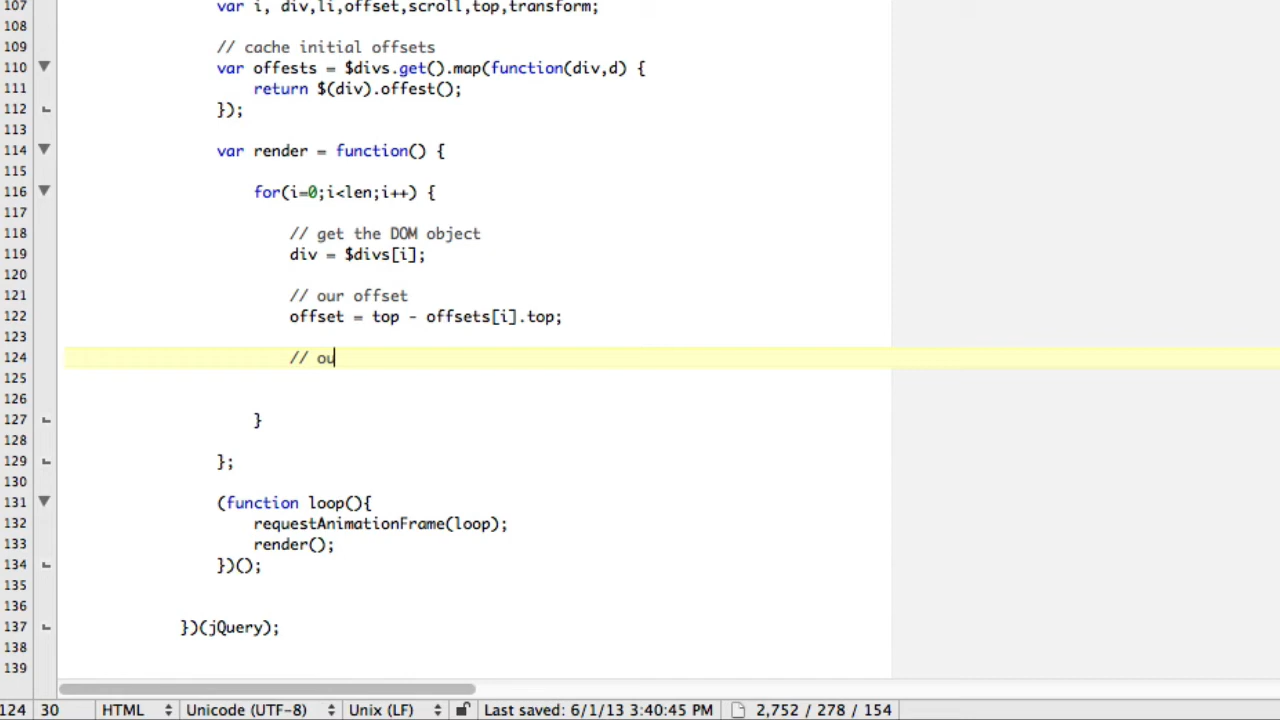 107 var i, div,li,offset,scroll,top,transform;
108
109 // cache initial offsets
110 var offests = $divs.get().map(function(div,d) {
111 return $(div).offest();
112 });
113
114 var render = function() {
115
116 for(i=0;i<len;i++) {
117
118 // get the DOM object
119 div = $divs[i];
120
121 // our offset
122 offset = top - offsets[i].top;
123
124 // ou
125
126
127 }
128
129 };
130
131 (function loop(){
132 requestAnimationFrame(loop);
133 render();
134 })();
135
136
137 })(jQuery);
138
139
124 30 HTML Unicode (UTF-8) Unix (LF) Last saved: 6/1/13 3:40:45 PM 2,752 / 278 / 154